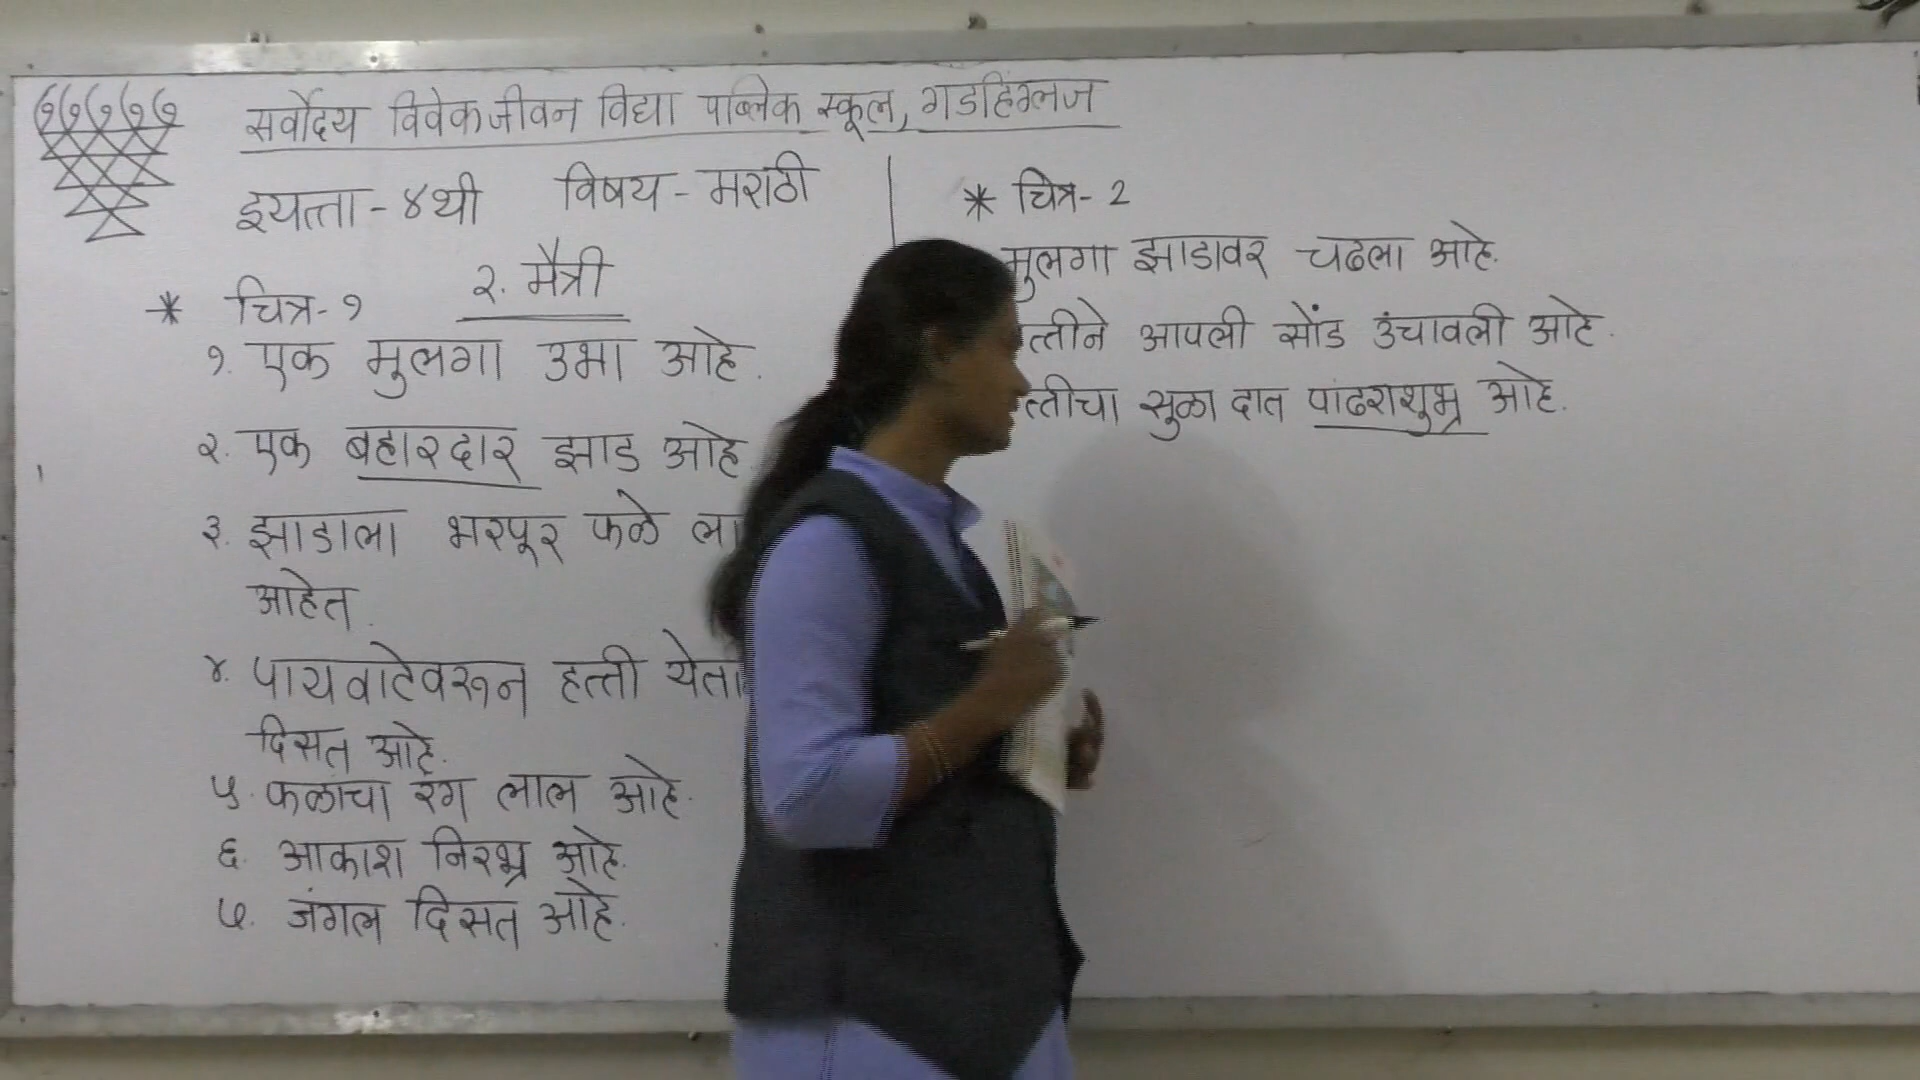 सर्वोदय विवेकजीवन विद्या पब्लिक स्कूल, गडहिंग्लज
इयत्ता - ४थी विषय - मराठी
२. मैत्री
* चित्र - १
१. एक मुलगा उभा आहे.
२. एक बहारदार झाड आहे
३. झाडाला भरपूर फळे ला
आहेत.
४. पायवाटेवरून हत्ती येता
दिसत आहे.
५. फळांचा रंग लाल आहे.
६. आकाश निरभ्र आहे.
७. जंगल दिसत आहे.
* चित्र - 2
मुलगा झाडावर चढला आहे.
त्तीने आपली सोंड उंचावली आहे.
त्तीचा सुळा दात पांढराशुभ्र आहे.